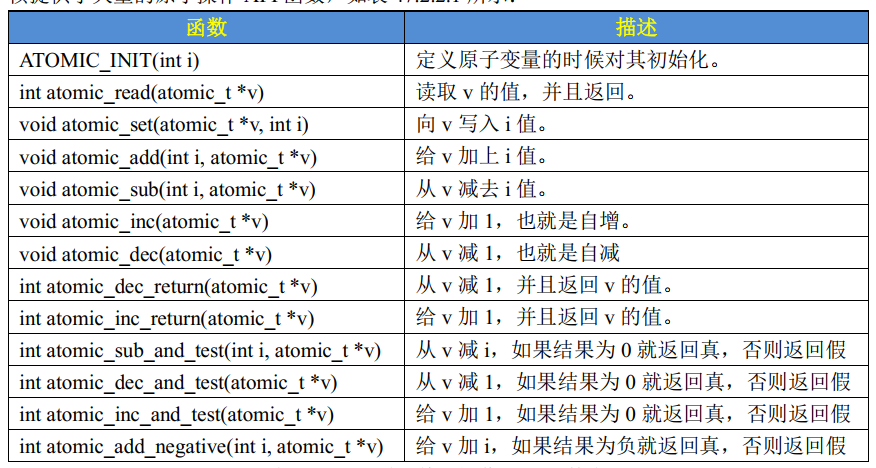 函数 描述
ATOMIC_INIT(int i) 定义原子变量的时候对其初始化。
int atomic_read(atomic_t *v) 读取 v 的值，并且返回。
void atomic_set(atomic_t *v, int i) 向 v 写入 i 值。
void atomic_add(int i, atomic_t *v) 给 v 加上 i 值。
void atomic_sub(int i, atomic_t *v) 从 v 减去 i 值。
void atomic_inc(atomic_t *v) 给 v 加 1，也就是自增。
void atomic_dec(atomic_t *v) 从 v 减 1，也就是自减
int atomic_dec_return(atomic_t *v) 从 v 减 1，并且返回 v 的值。
int atomic_inc_return(atomic_t *v) 给 v 加 1，并且返回 v 的值。
int atomic_sub_and_test(int i, atomic_t *v) 从 v 减 i，如果结果为 0 就返回真，否则返回假
int atomic_dec_and_test(atomic_t *v) 从 v 减 1，如果结果为 0 就返回真，否则返回假
int atomic_inc_and_test(atomic_t *v) 给 v 加 1，如果结果为 0 就返回真，否则返回假
int atomic_add_negative(int i, atomic_t *v) 给 v 加 i，如果结果为负就返回真，否则返回假